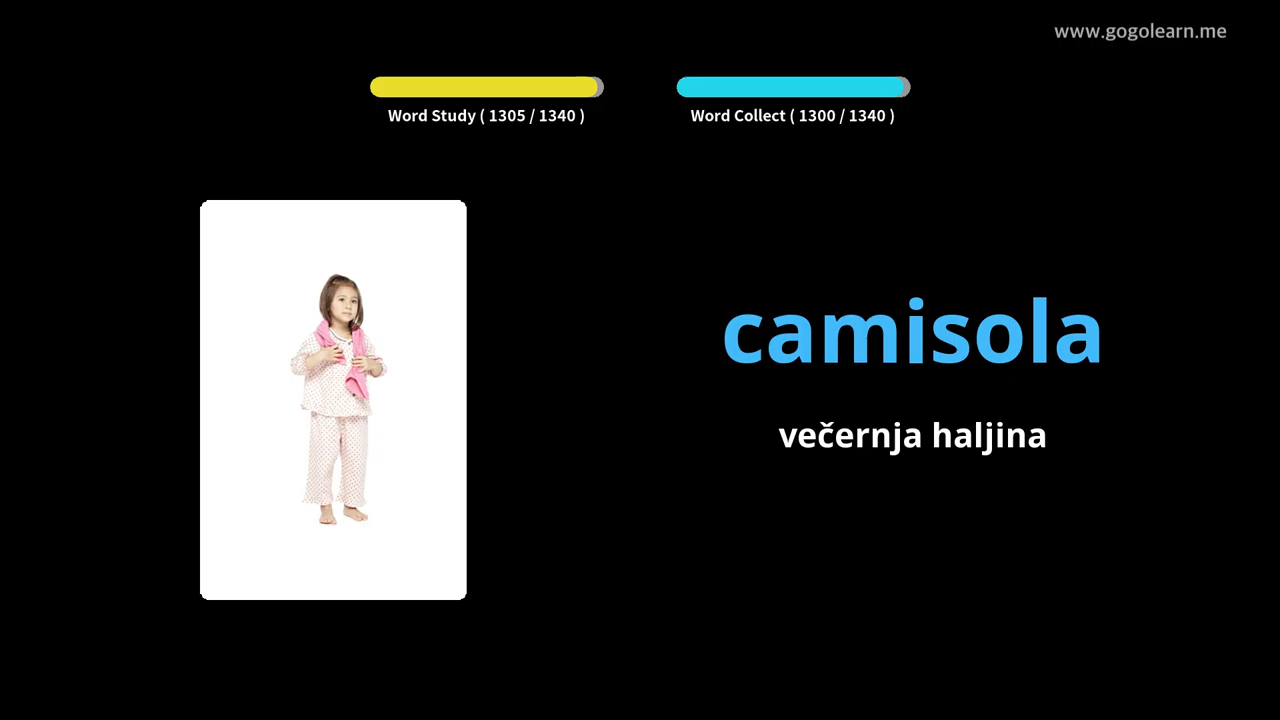 www.gogolearn.me
Word Study ( 1305 / 1340 )
Word Collect ( 1300 / 1340 )
camisola
večernja haljina